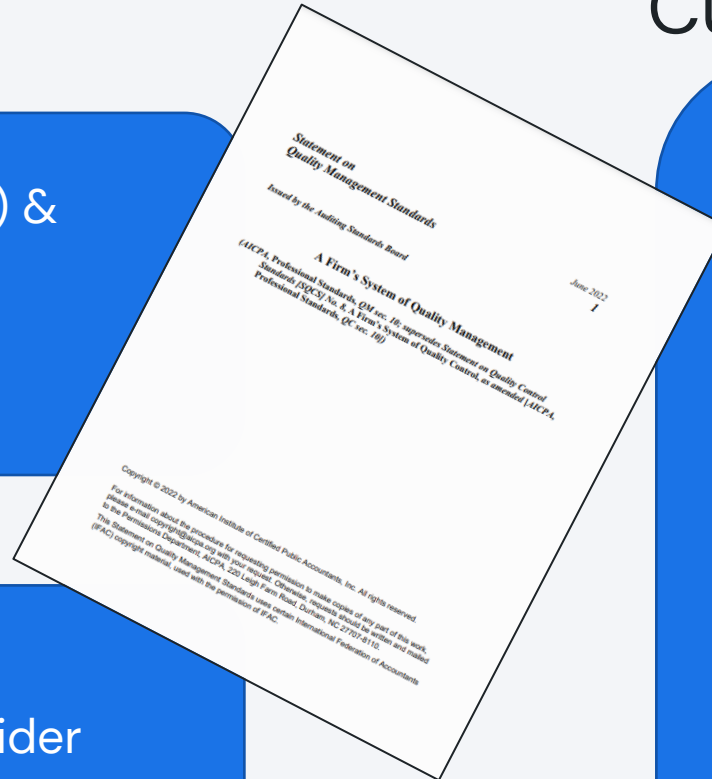 Cu
) &
Statement on
Quality Management Standards
Issued by the Auditing Standards Board
June 2022
1
A Firm's System of Quality Management
(AICPA, Professional Standards, QM sec. 10; supersedes Statement on Quality Control
Standards [SQCS] No. 8, A Firm's System of Quality Control, as amended [AICPA,
Professional Standards, QC sec. 10])
Copyright © 2022 by American Institute of Certified Public Accountants, Inc. All rights reserved.
For information about the procedure for requesting permission to make copies of any part of this work,
please e-mail copyright@aicpa.org with your request. Otherwise, requests should be written and mailed
to the Permissions Department, AICPA, 220 Leigh Farm Road, Durham, NC 27707-8110.
This Statement on Quality Management Standards uses certain International Federation of Accountants
(IFAC) copyright material, used with the permission of IFAC.
ider